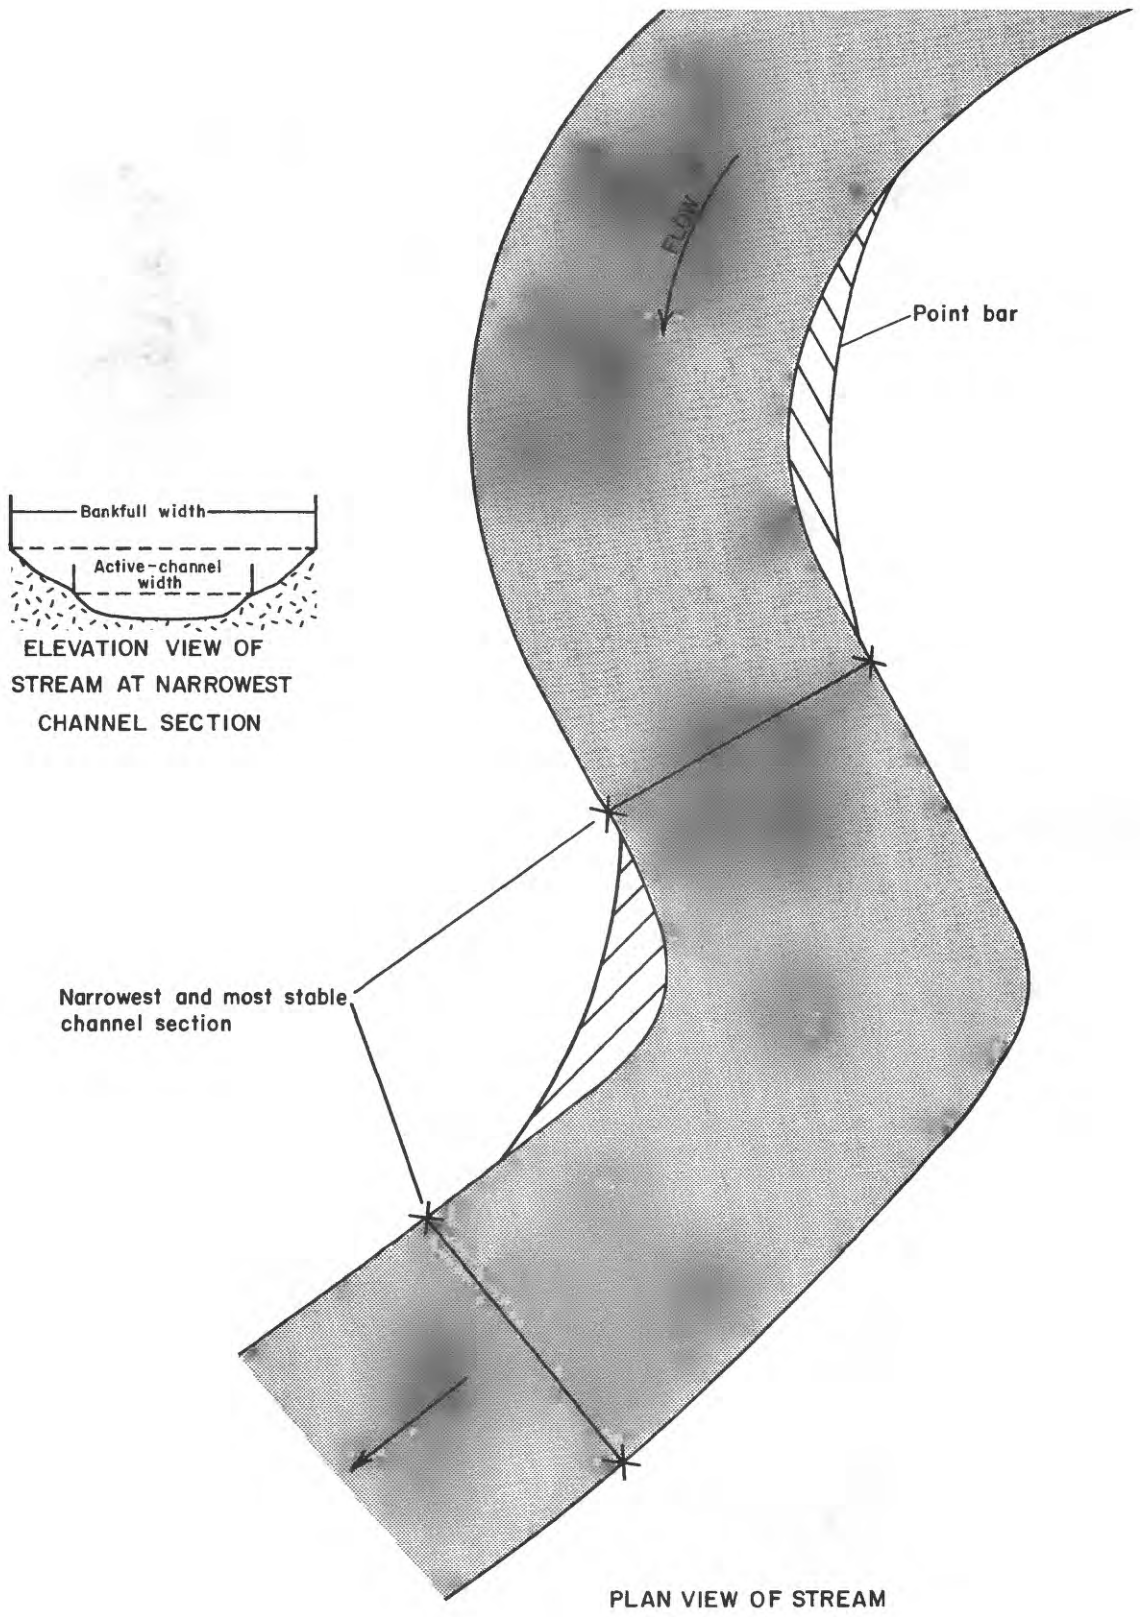 FLOW
Point bar
Bankfull width
Active-channel
width
ELEVATION VIEW OF
STREAM AT NARROWEST
CHANNEL SECTION
Narrowest and most stable
channel section
PLAN VIEW OF STREAM